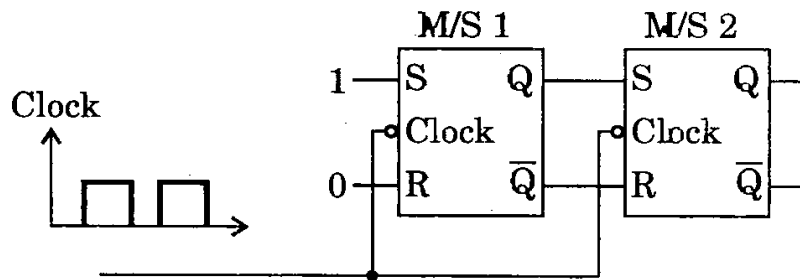 M/S 1 M/S 2
1 S Q S Q
Clock
Clock Clock
0 R Q̅ R Q̅